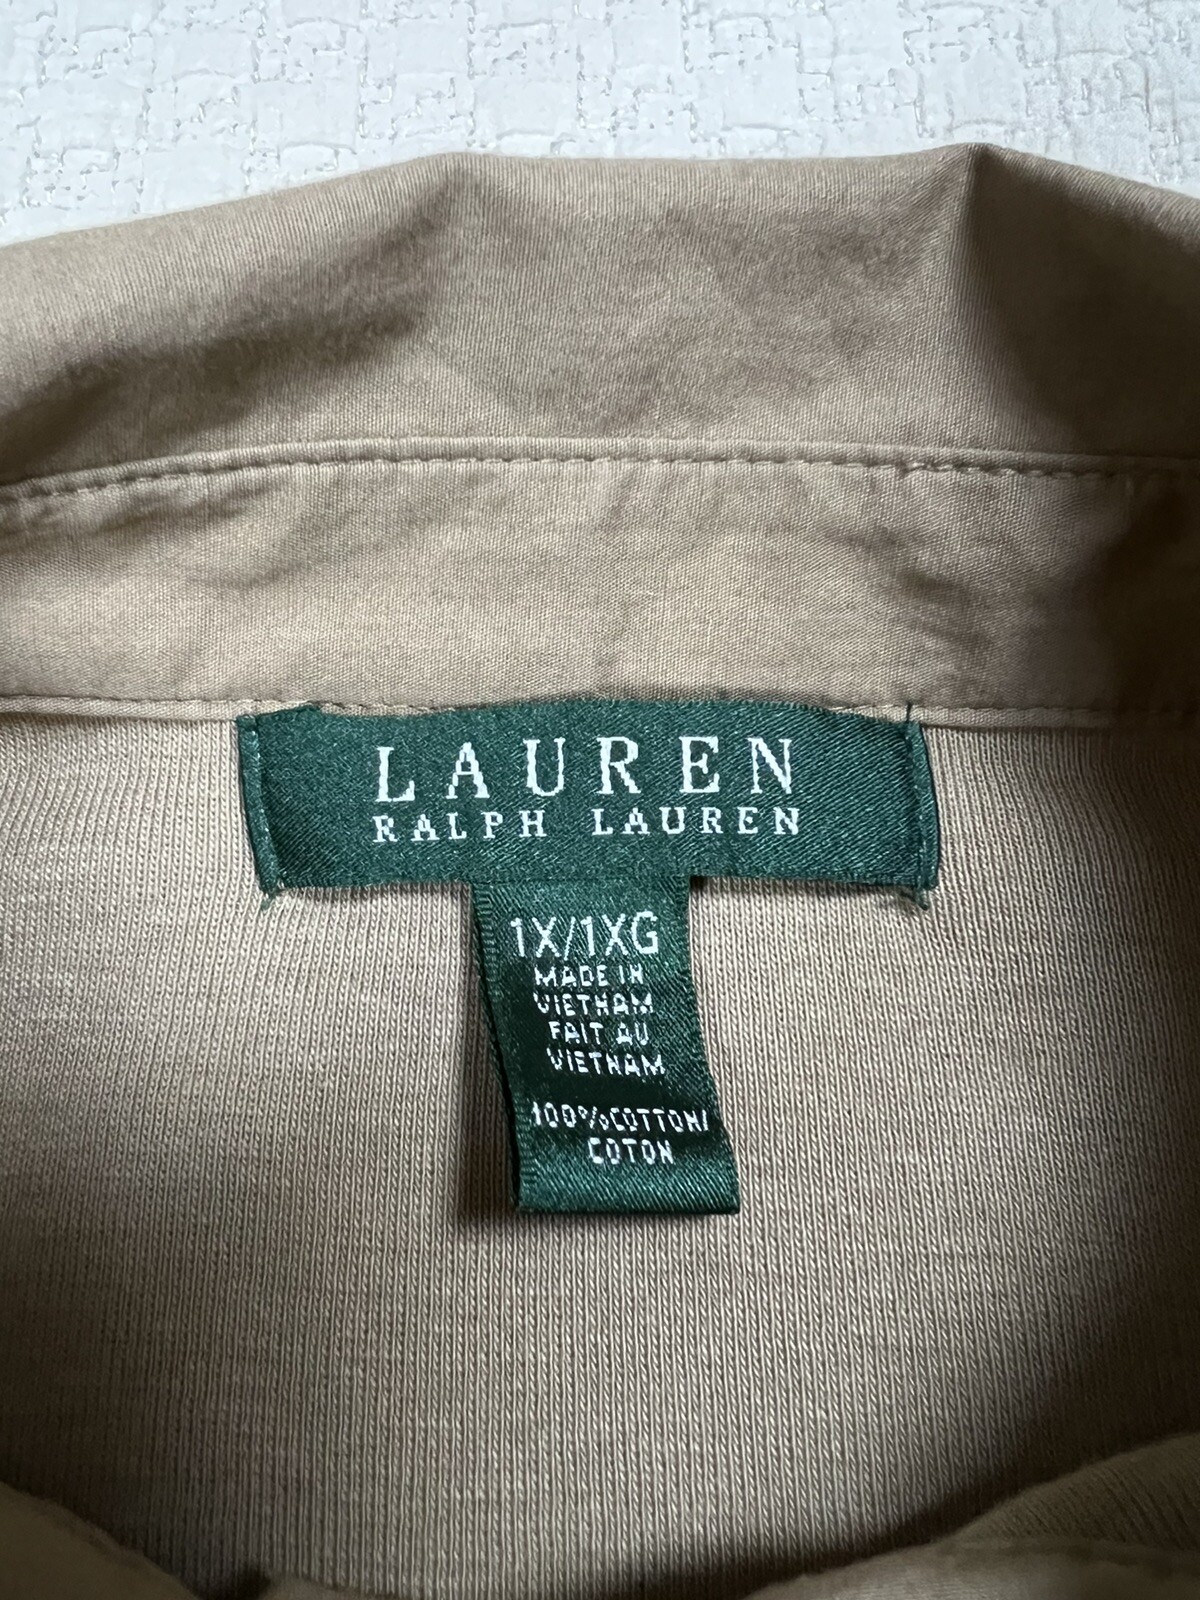 LAUREN
RALPH LAUREN
1X/1XG
MADE IN
VIETNAM
FAIT AU
VIETNAM
100%COTTON/
COTON